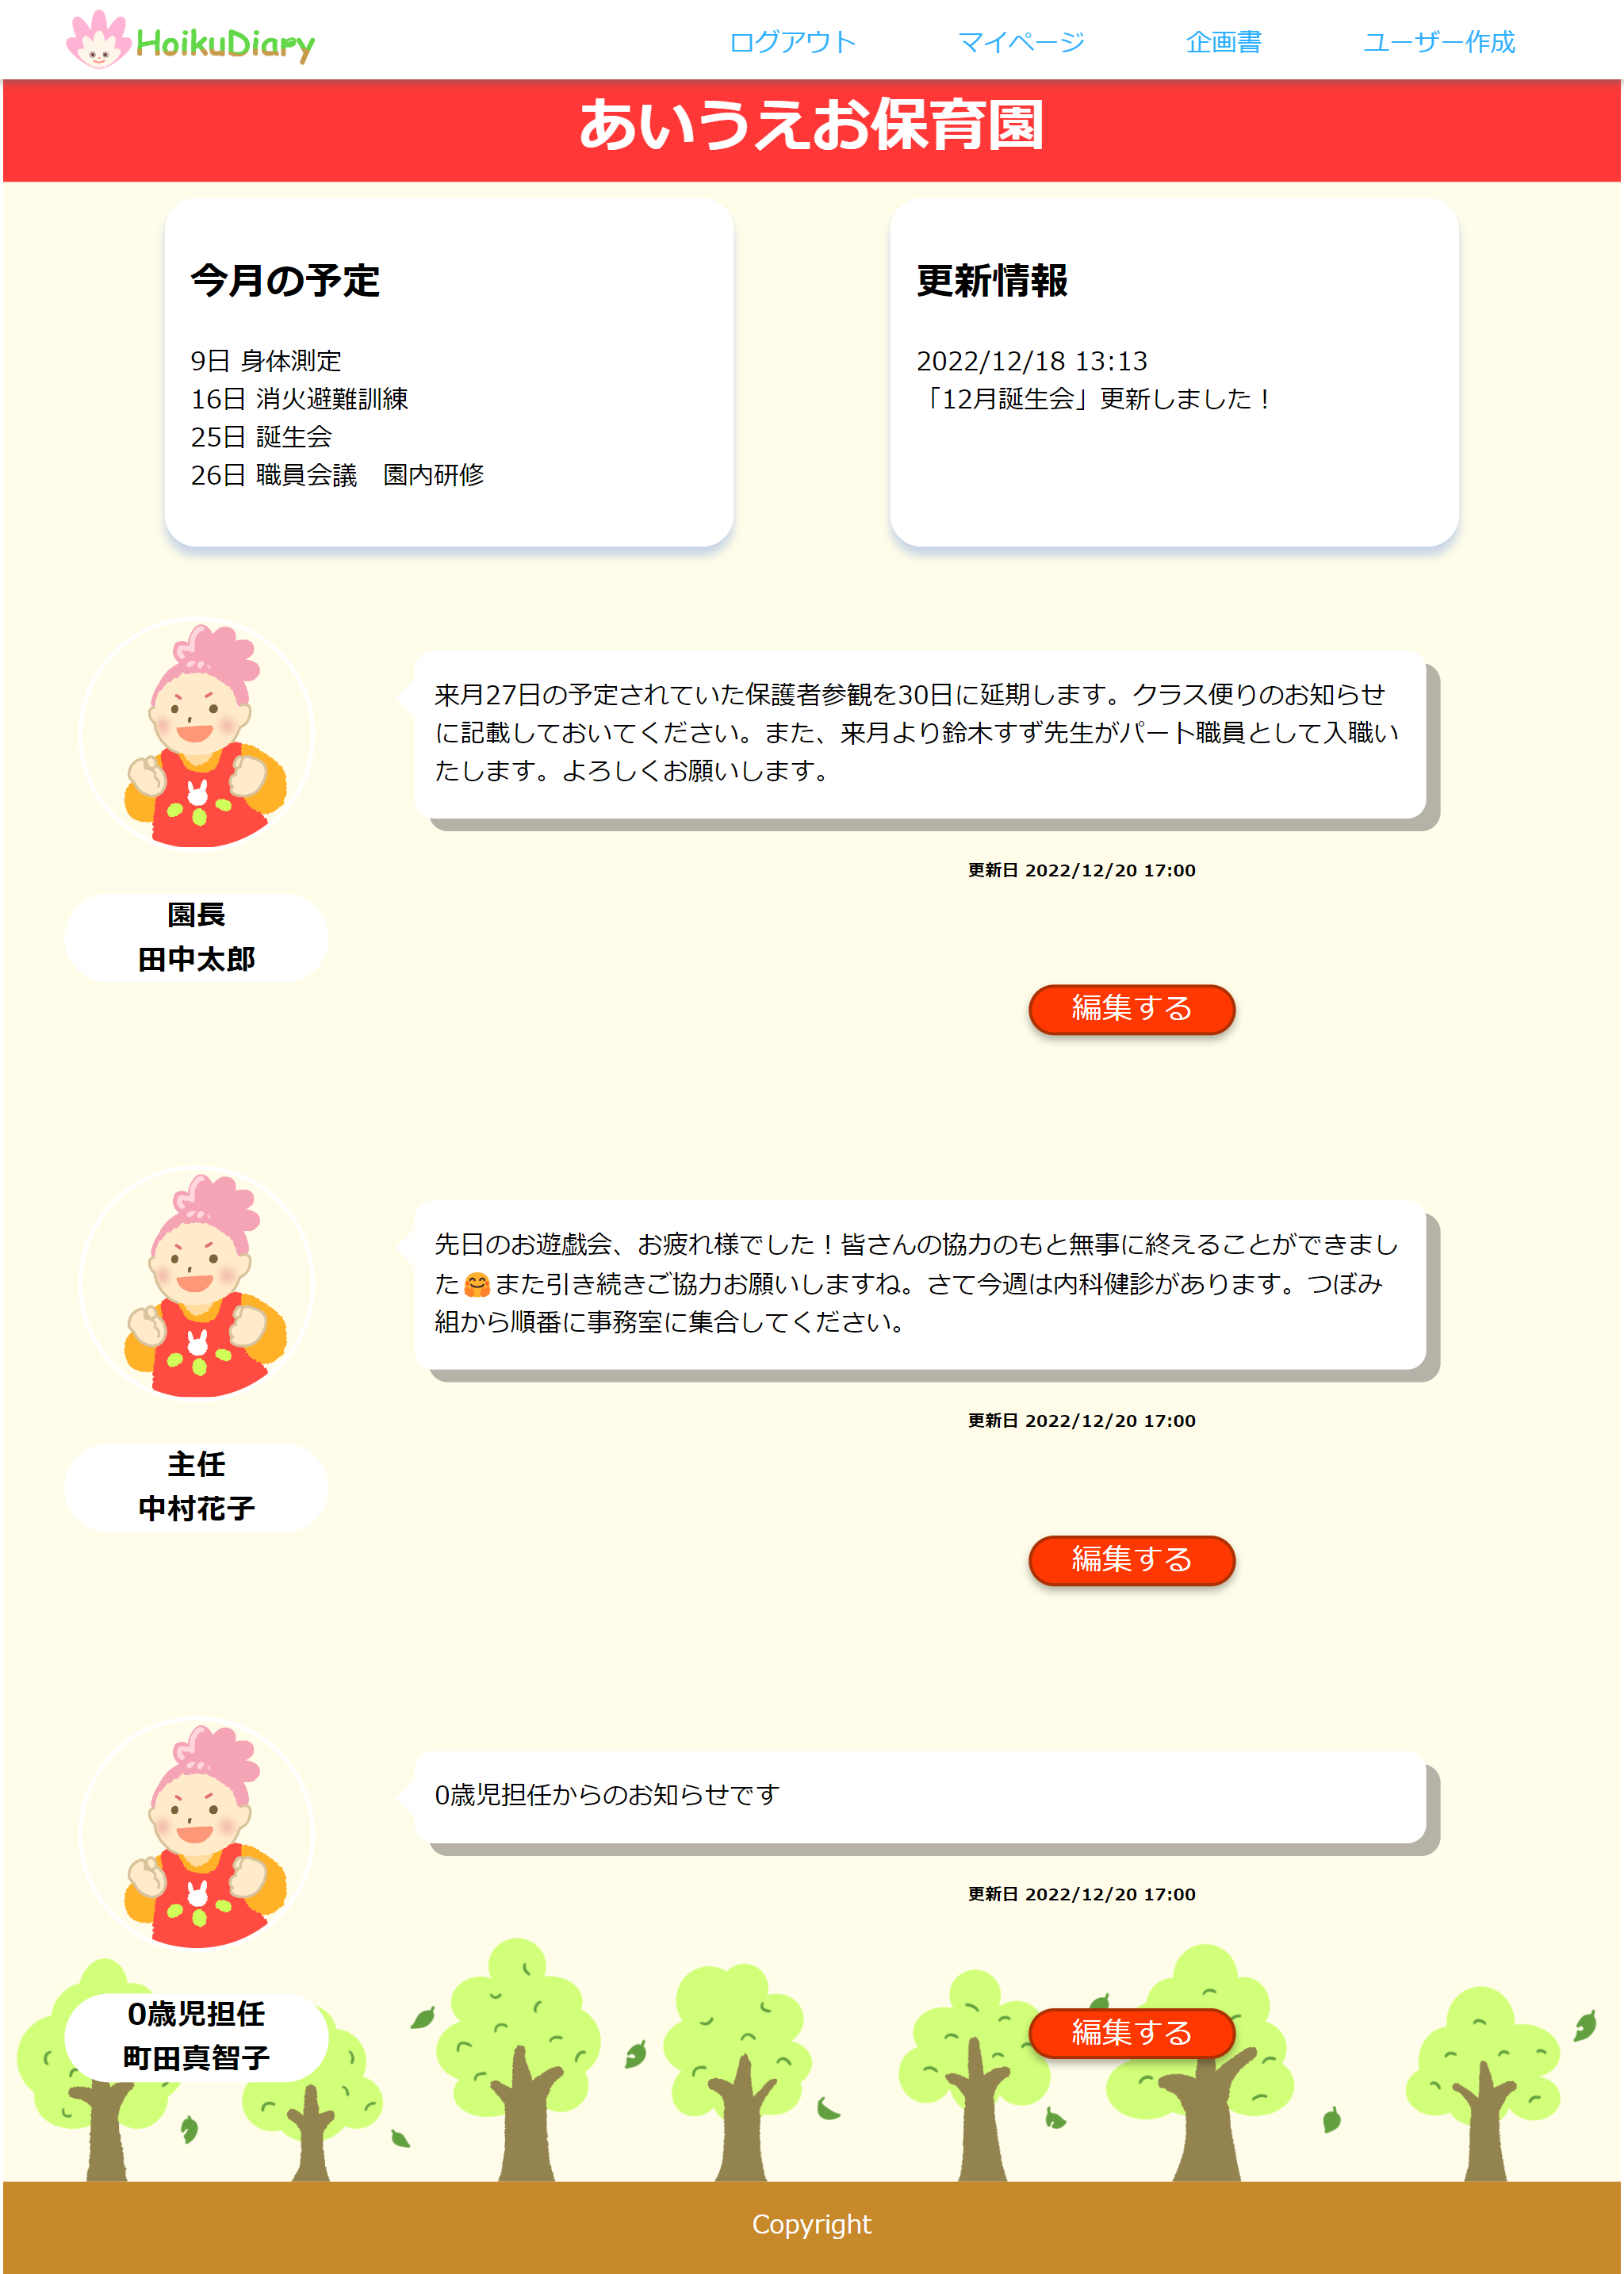 HoikuDiary
ログアウト マイページ 企画書 ユーザー作成
あいうえお保育園
今月の予定
9日 身体測定
16日 消火避難訓練
25日 誕生会
26日 職員会議　園内研修
更新情報
2022/12/18 13:13
「12月誕生会」更新しました！
来月27日の予定されていた保護者参観を30日に延期します。クラス便りのお知らせ
に記載しておいてください。また、来月より鈴木すず先生がパート職員として入職い
たします。よろしくお願いします。
更新日 2022/12/20 17:00
園長
田中太郎
編集する
先日のお遊戯会、お疲れ様でした！皆さんの協力のもと無事に終えることができまし
た🤗また引き続きご協力お願いしますね。さて今週は内科健診があります。つぼみ
組から順番に事務室に集合してください。
更新日 2022/12/20 17:00
主任
中村花子
編集する
0歳児担任からのお知らせです
更新日 2022/12/20 17:00
0歳児担任
町田真智子
編集する
Copyright